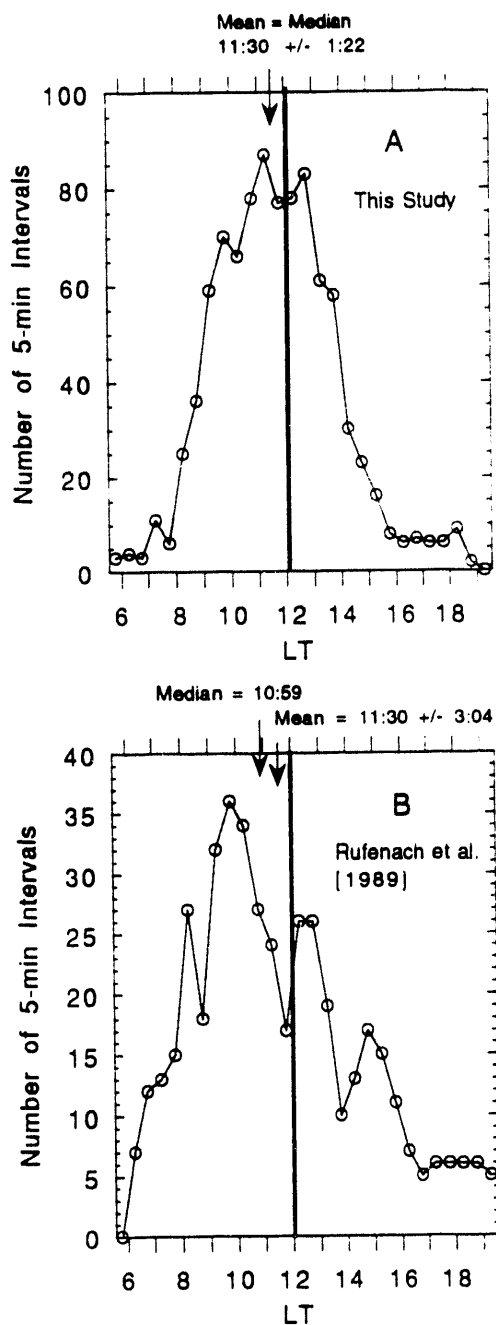 Mean = Median
11:30 +/- 1:22
100
80
60
40
20
0
Number of 5-min Intervals
A
This Study
6 8 10 12 14 16 18
LT
Median = 10:59
Mean = 11:30 +/- 3:04
40
35
30
25
20
15
10
5
0
Number of 5-min Intervals
B
Rufenach et al.
[1989]
6 8 10 12 14 16 18
LT